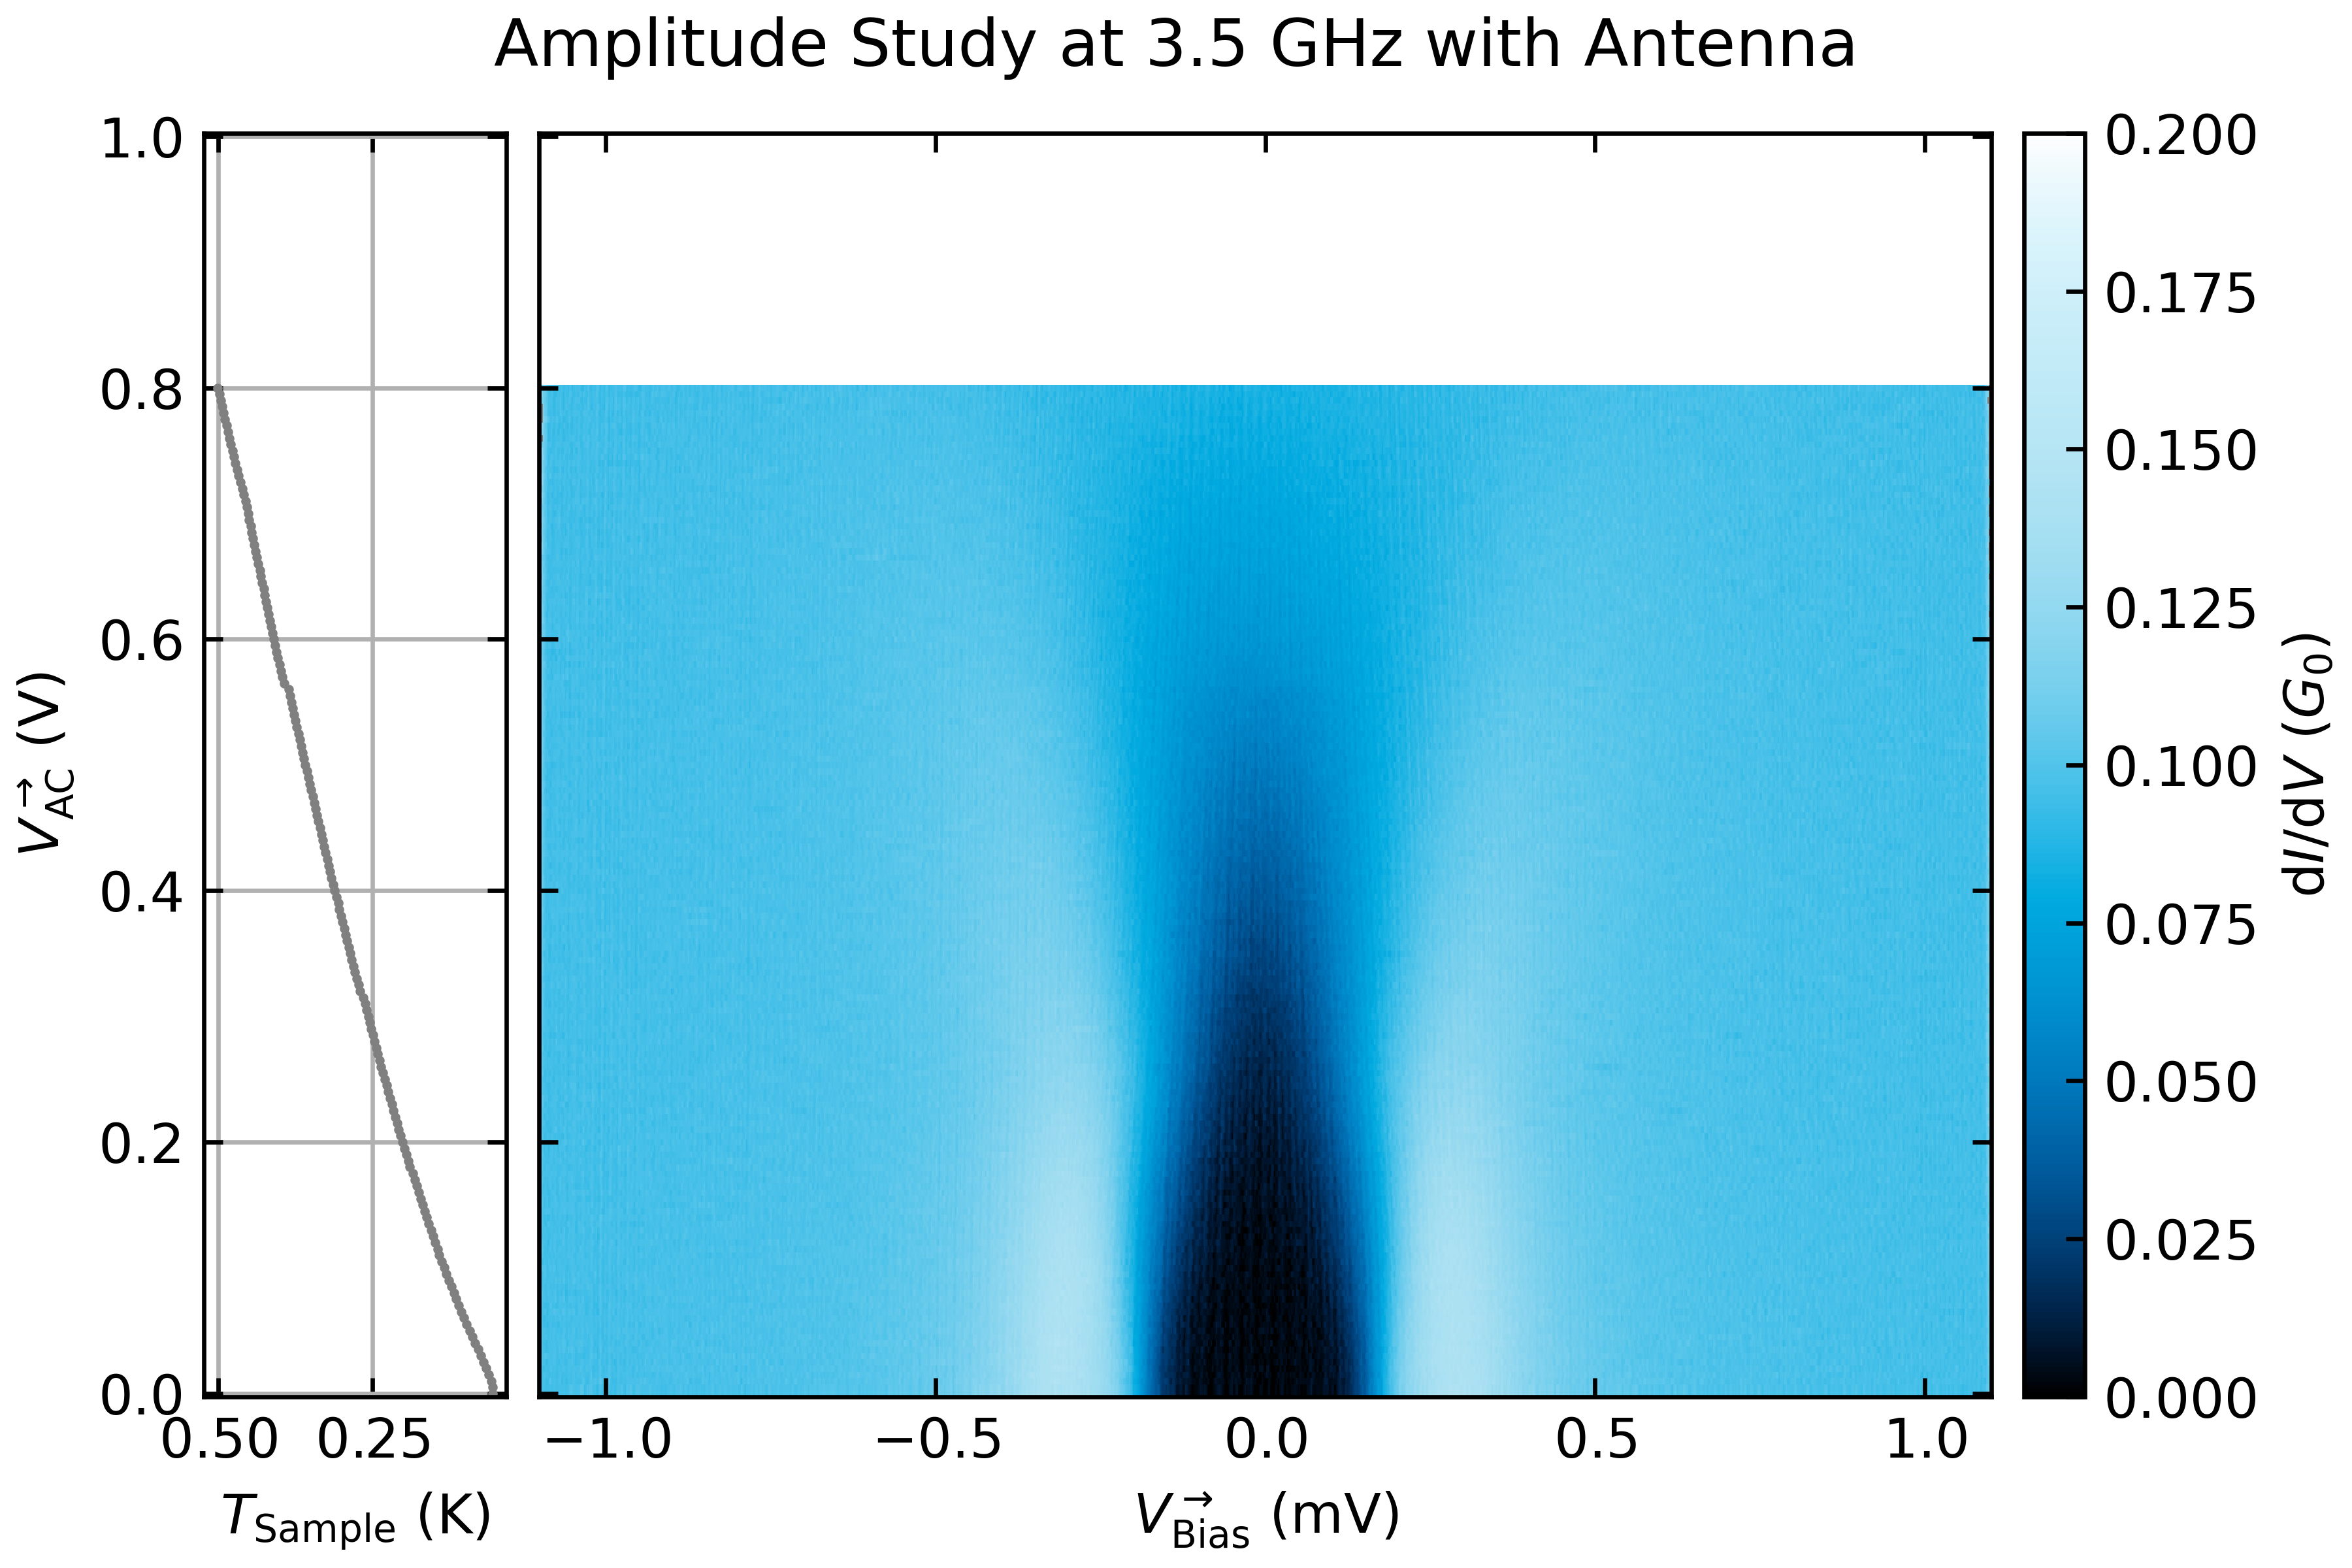 Amplitude Study at 3.5 GHz with Antenna
1.0
0.8
0.6
0.4
0.2
0.0
V→AC (V)
0.50 0.25
TSample (K)
−1.0 −0.5 0.0 0.5 1.0
V→Bias (mV)
0.200
0.175
0.150
0.125
0.100
0.075
0.050
0.025
0.000
dI/dV (G0)